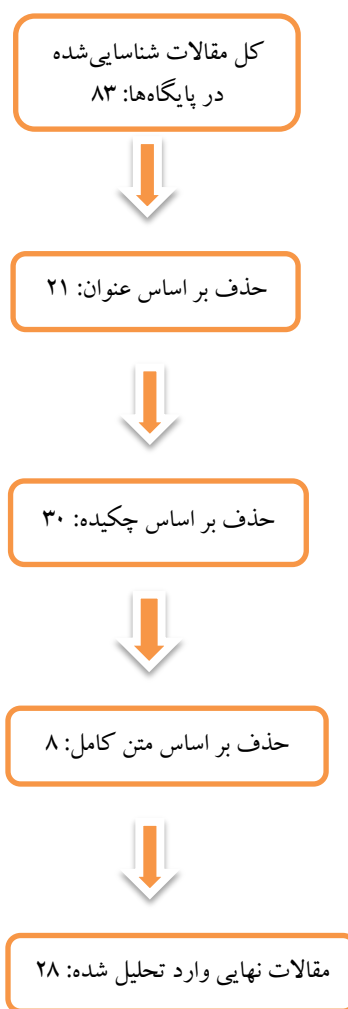 کل مقالات شناسایی‌شده
در پایگاه‌ها: ۸۳
حذف بر اساس عنوان: ۲۱
حذف بر اساس چکیده: ۳۰
حذف بر اساس متن کامل: ۸
مقالات نهایی وارد تحلیل شده: ۲۸